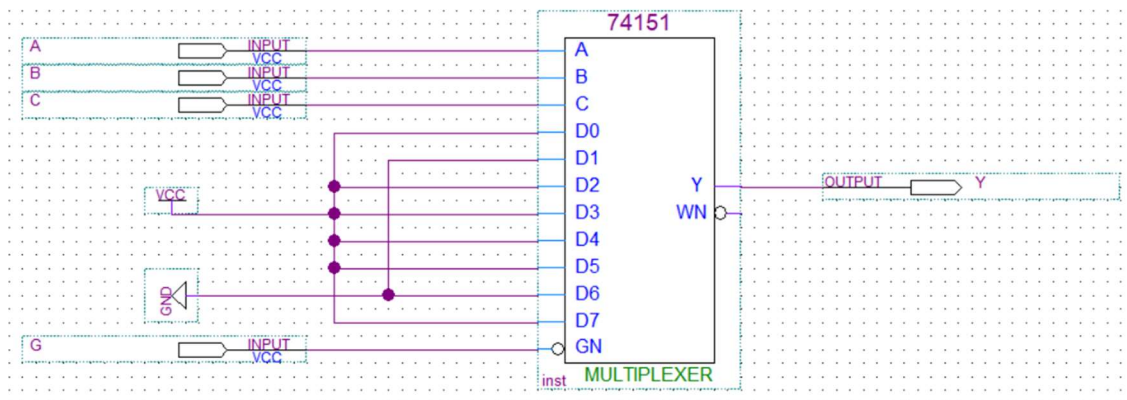 74151
A INPUT VCC A
B INPUT VCC B
C INPUT VCC C
D0
D1
VCC D2 Y OUTPUT Y
D3 WN
D4
D5
GND D6
D7
G INPUT VCC GN
inst MULTIPLEXER